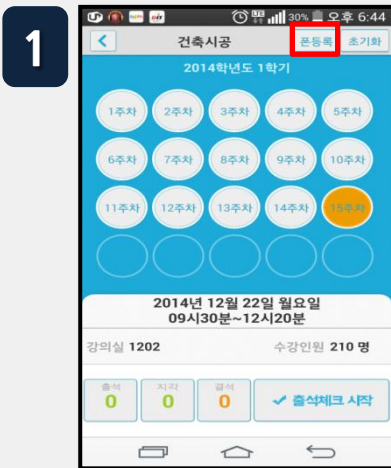 1
30% 오후 6:44
건축시공 폰등록 초기화
2014학년도 1학기
1주차 2주차 3주차 4주차 5주차
6주차 7주차 8주차 9주차 10주차
11주차 12주차 13주차 14주차 15주차
2014년 12월 22일 월요일
09시30분~12시20분
강의실 1202 수강인원 210 명
출석 지각 결석
0 0 0 출석체크 시작